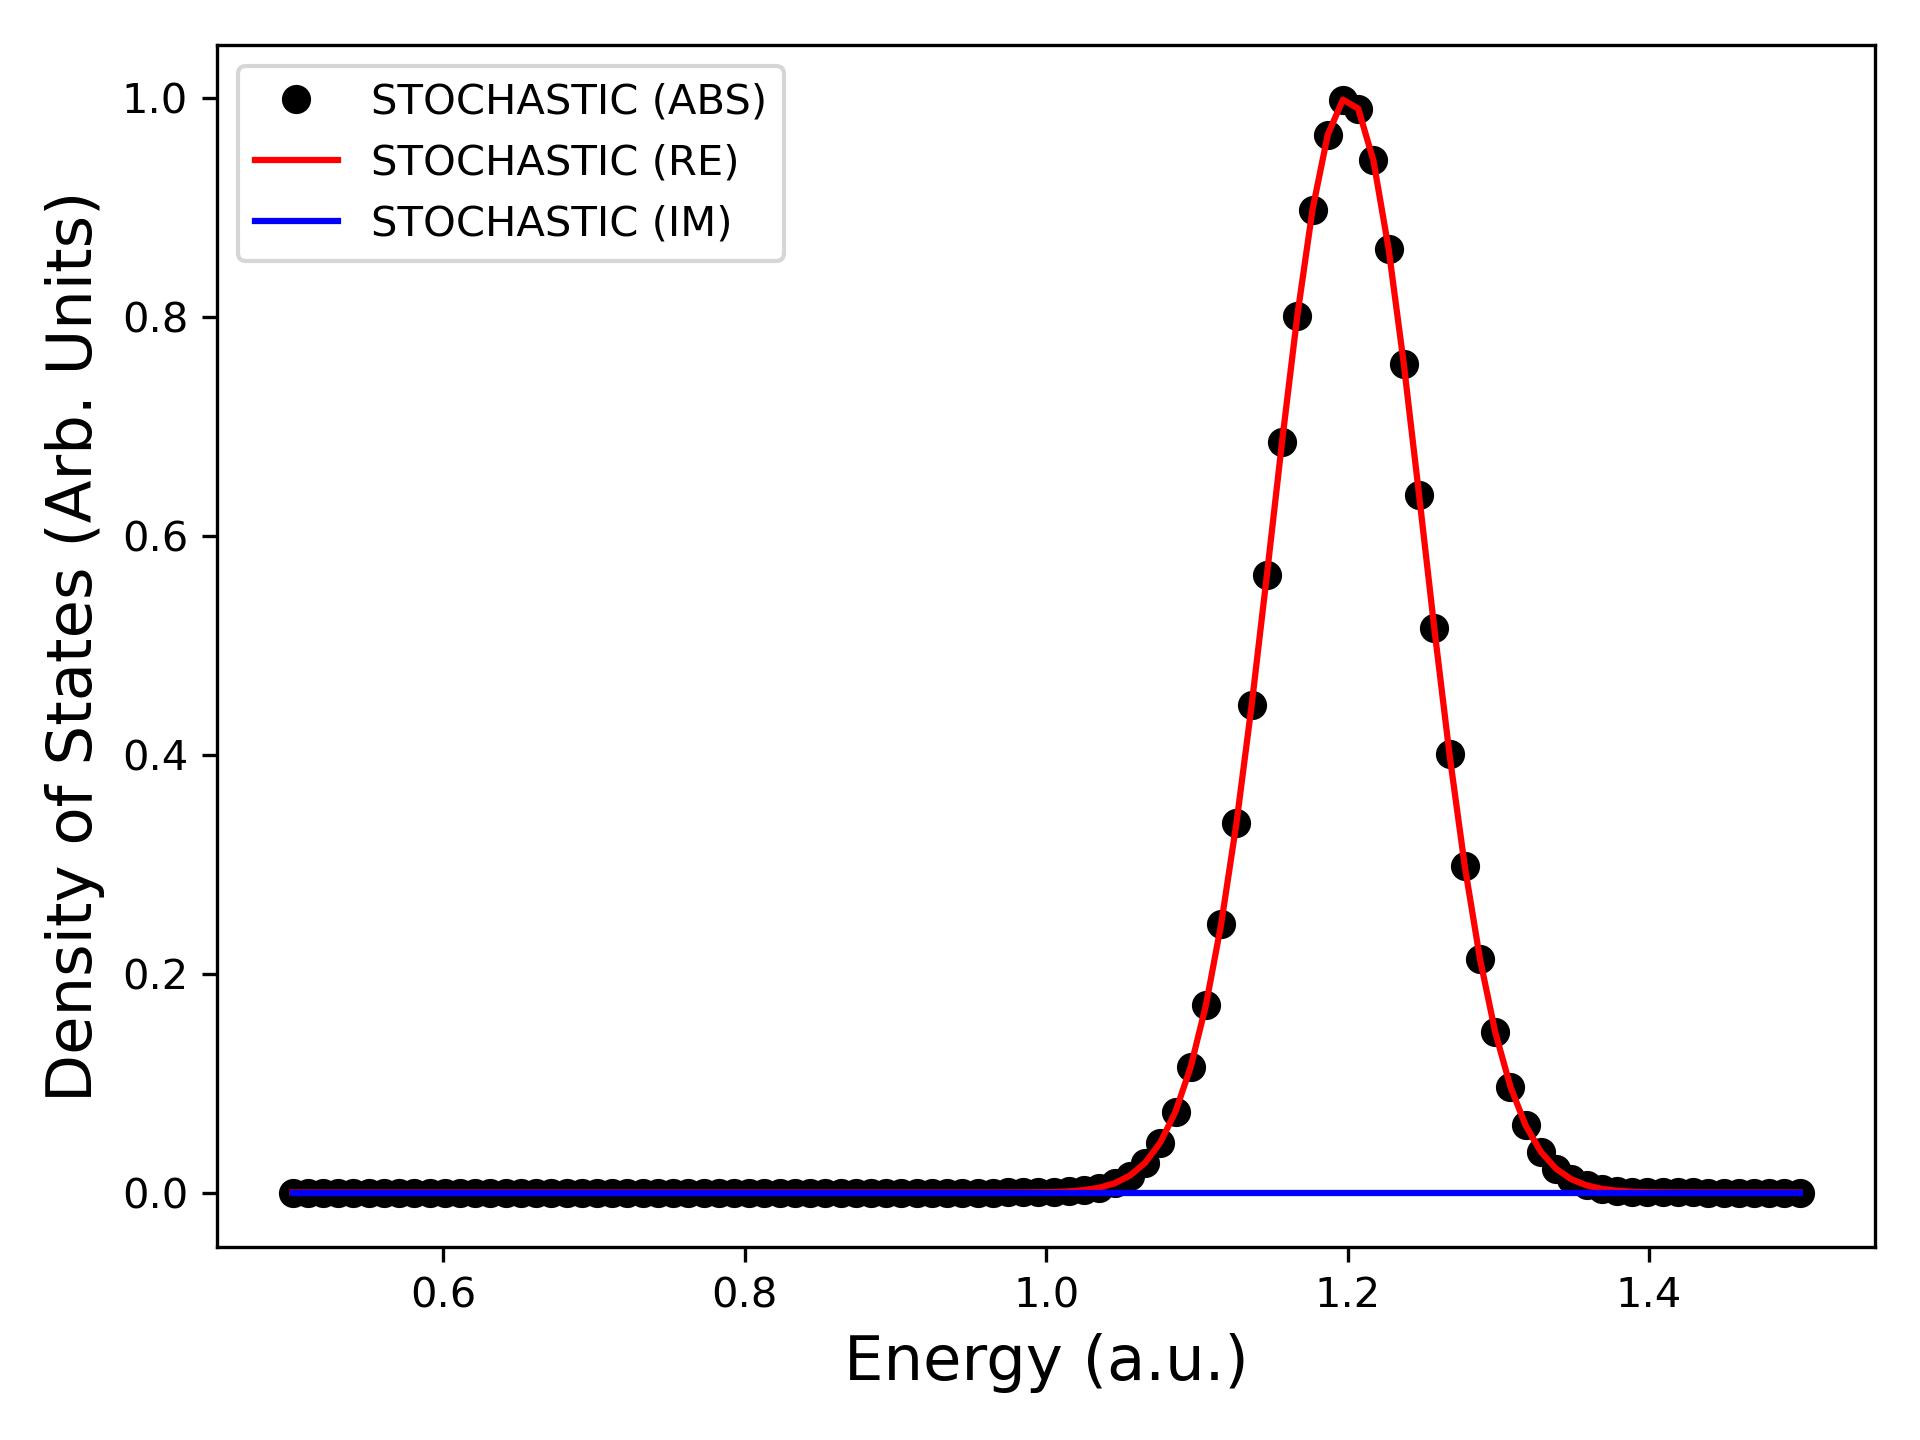 STOCHASTIC (ABS)
STOCHASTIC (RE)
STOCHASTIC (IM)
Density of States (Arb. Units)
1.0
0.8
0.6
0.4
0.2
0.0
0.6 0.8 1.0 1.2 1.4
Energy (a.u.)